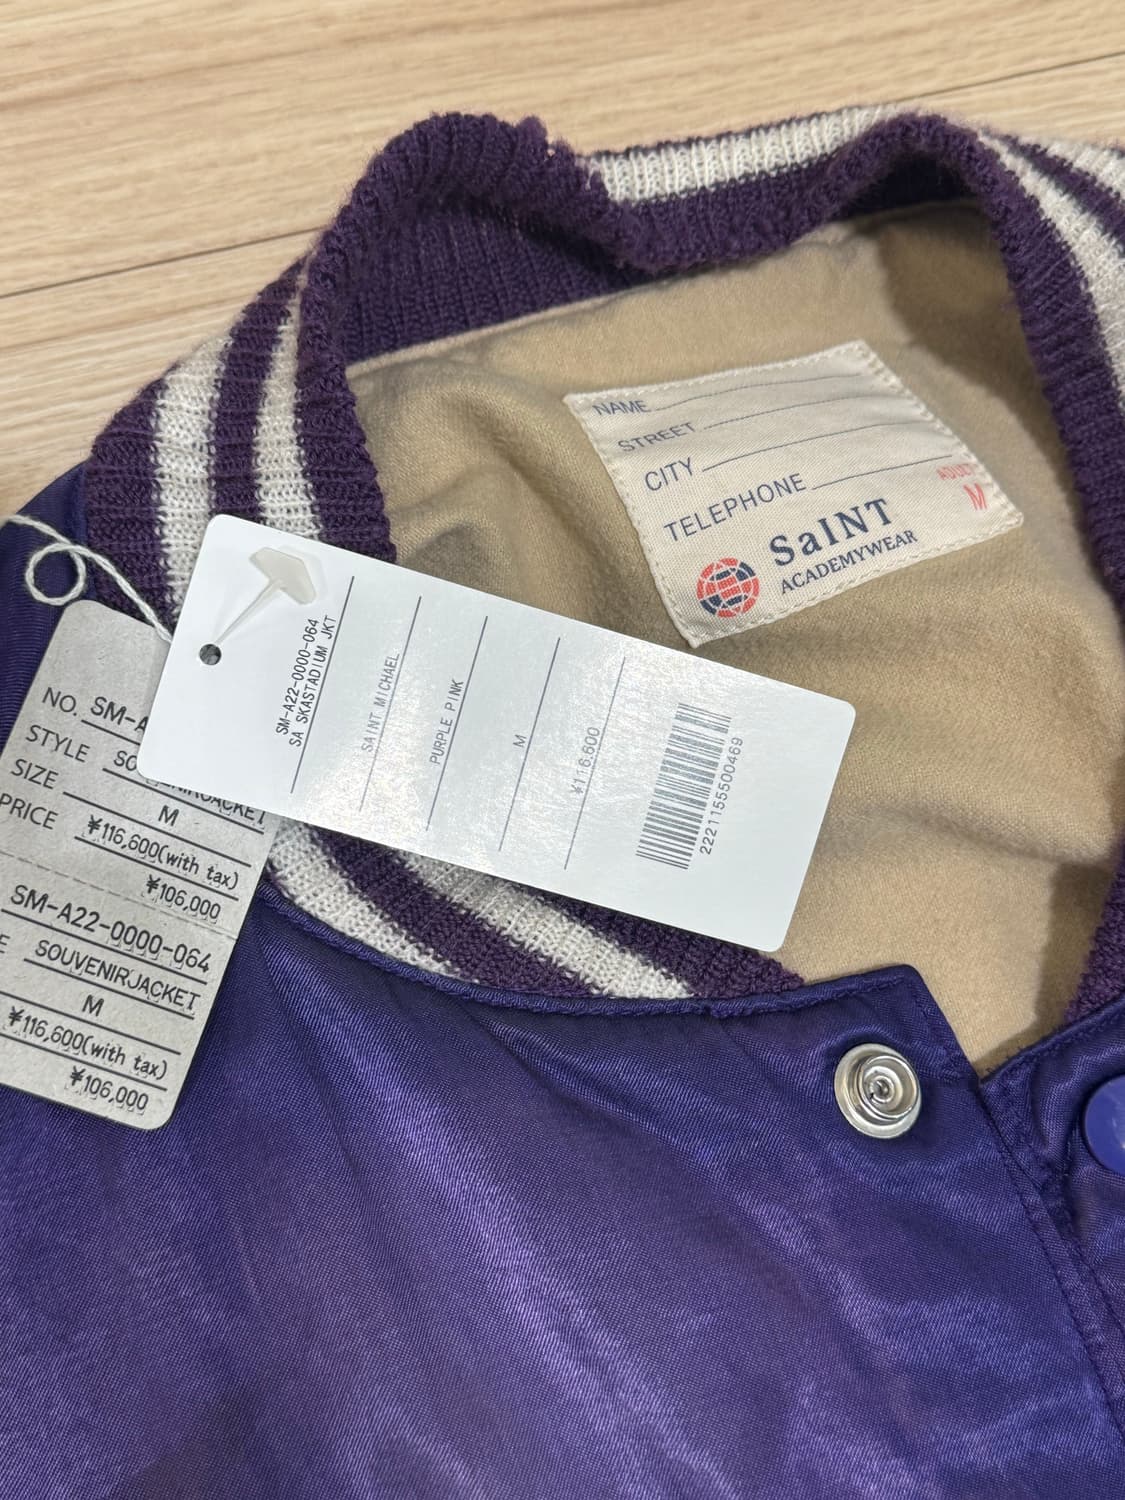 NAME
STREET
CITY
TELEPHONE
ADULT
M
SaINT
ACADEMYWEAR
SM-A22-0000-064
SA SKASTADIUM JKT
SAINT MICHAEL
PURPLE PINK
M
¥116,600
2221155500469
NO. SM-A
STYLE SO
VENIRJACKET
SIZE M
PRICE ¥116,600(with tax)
¥106,000
SM-A22-0000-064
E SOUVENIRJACKET
M
¥116,600(with tax)
¥106,000